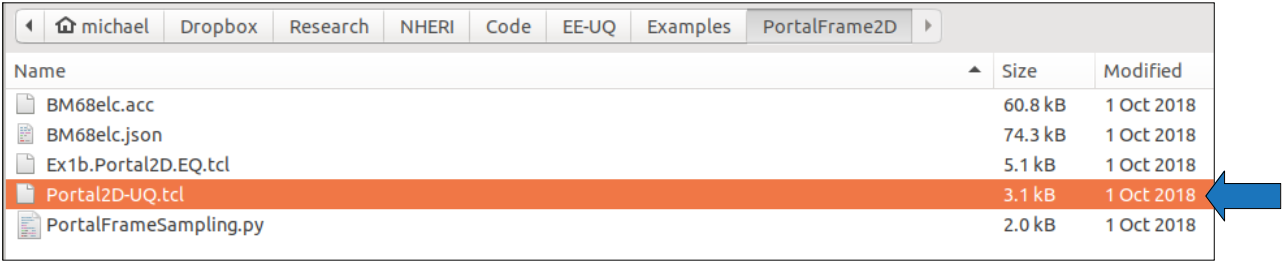 michael Dropbox Research NHERI Code EE-UQ Examples PortalFrame2D
Name Size Modified
BM68elc.acc 60.8 kB 1 Oct 2018
BM68elc.json 74.3 kB 1 Oct 2018
Ex1b.Portal2D.EQ.tcl 5.1 kB 1 Oct 2018
Portal2D-UQ.tcl 3.1 kB 1 Oct 2018
PortalFrameSampling.py 2.0 kB 1 Oct 2018